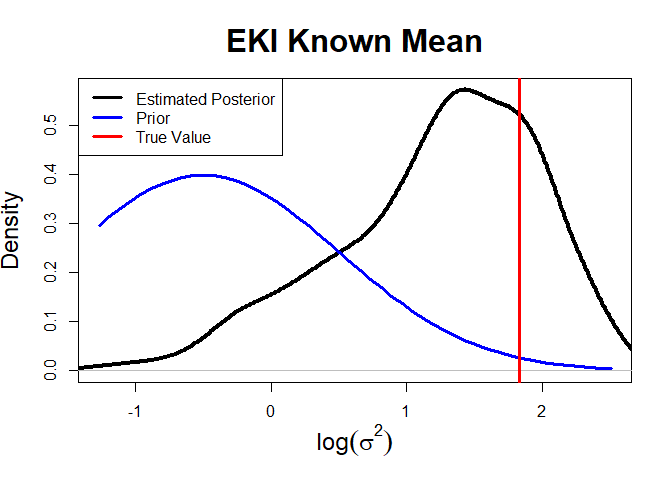 EKI Known Mean
Estimated Posterior
Prior
True Value
Density
0.0
0.1
0.2
0.3
0.4
0.5
-1
0
1
2
log(σ²)